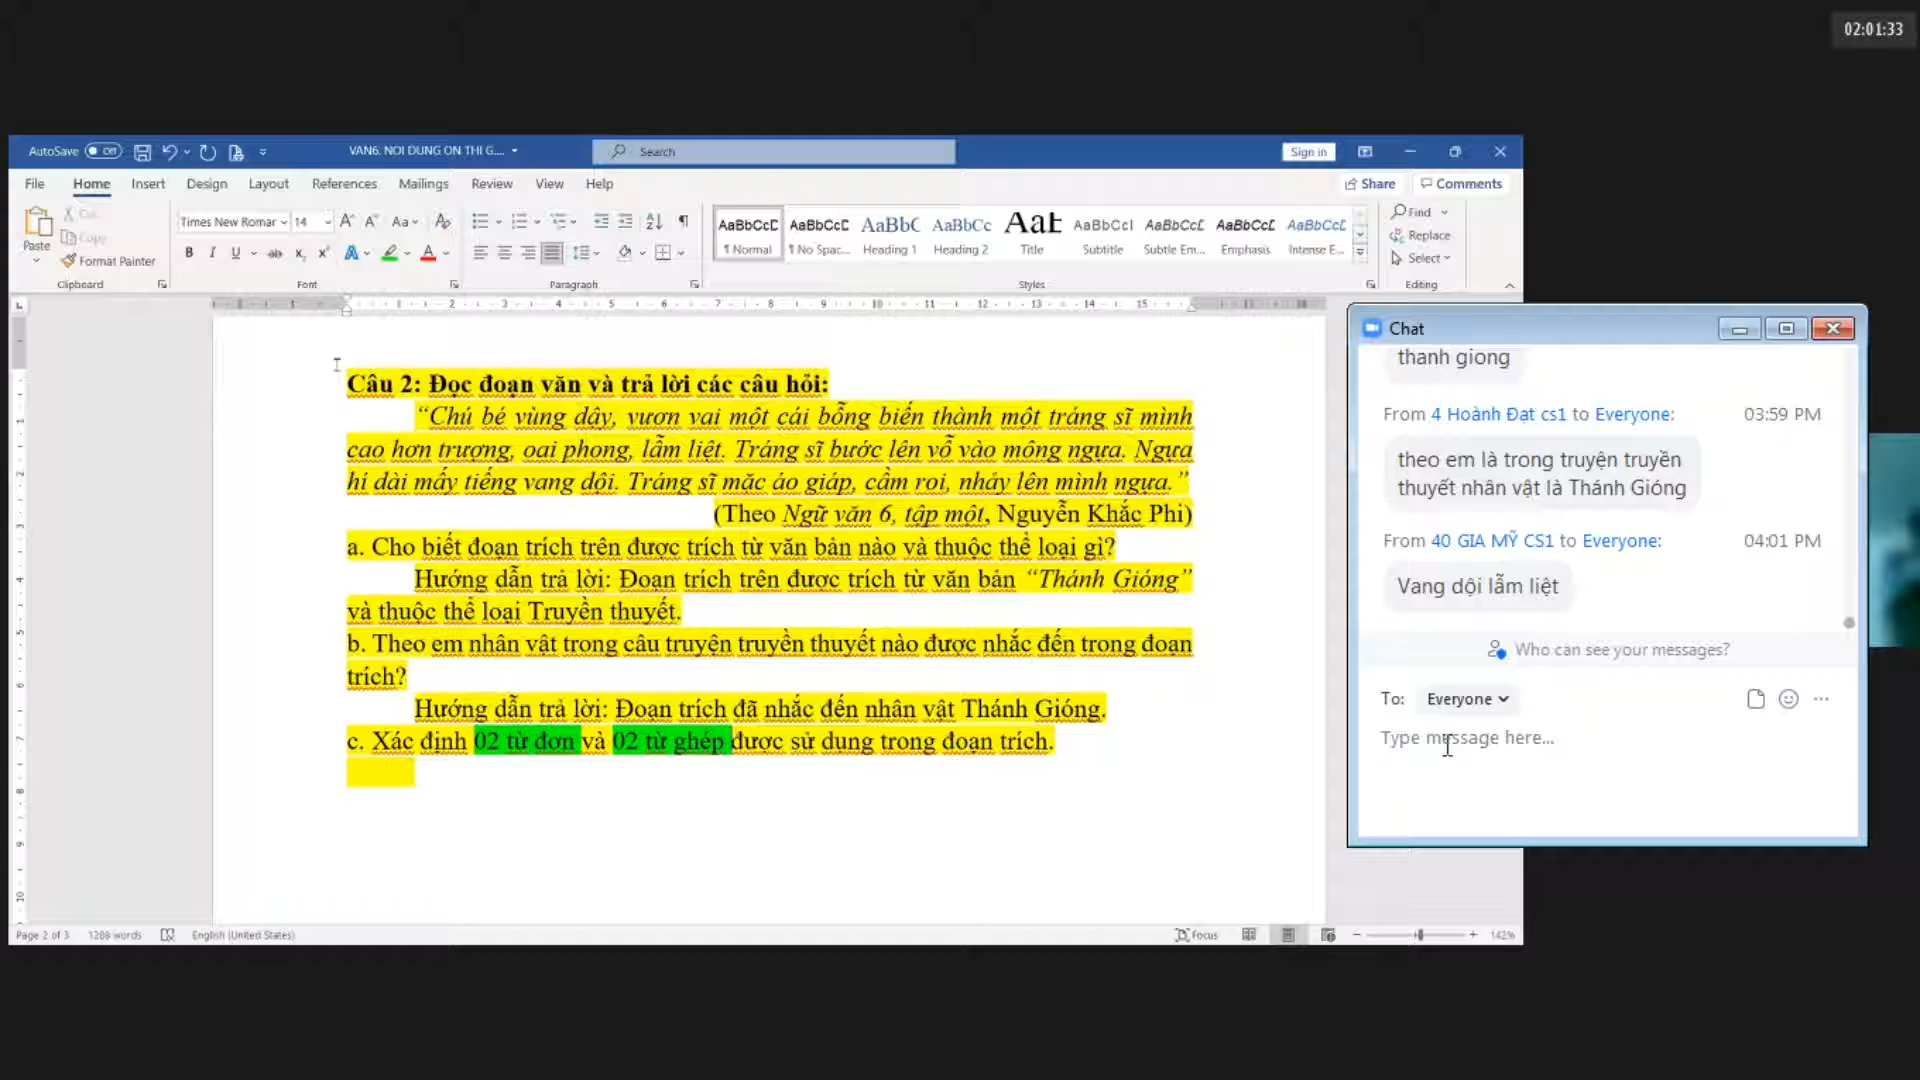 02:01:33
AutoSave Off
VAN6. NOI DUNG ON THI G....
Search
Sign in
File Home Insert Design Layout References Mailings Review View Help
Share Comments
Paste
Cut
Copy
Format Painter
Clipboard
Times New Romar 14
Font
Paragraph
AaBbCcD AaBbCcD AaBbC AaBbCc Aab AaBbCcI AaBbCcD AaBbCcD AaBbCcD
¶ Normal ¶ No Spac... Heading 1 Heading 2 Title Subtitle Subtle Em... Emphasis Intense E...
Styles
Find
Replace
Select
Editing
Câu 2: Đọc đoạn văn và trả lời các câu hỏi:
“Chú bé vùng dậy, vươn vai một cái bỗng biến thành một tráng sĩ mình
cao hơn trượng, oai phong, lẫm liệt. Tráng sĩ bước lên vỗ vào mông ngựa. Ngựa
hí dài mấy tiếng vang dội. Tráng sĩ mặc áo giáp, cầm roi, nhảy lên mình ngựa.”
(Theo Ngữ văn 6, tập một, Nguyễn Khắc Phi)
a. Cho biết đoạn trích trên được trích từ văn bản nào và thuộc thể loại gì?
Hướng dẫn trả lời: Đoạn trích trên được trích từ văn bản “Thánh Gióng”
và thuộc thể loại Truyền thuyết.
b. Theo em nhân vật trong câu truyện truyền thuyết nào được nhắc đến trong đoạn
trích?
Hướng dẫn trả lời: Đoạn trích đã nhắc đến nhân vật Thánh Gióng.
c. Xác định 02 từ đơn và 02 từ ghép được sử dụng trong đoạn trích.
Page 2 of 3 1288 words English (United States)
Focus
142%
Chat
thanh giong
From 4 Hoành Đạt cs1 to Everyone: 03:59 PM
theo em là trong truyện truyền
thuyết nhân vật là Thánh Gióng
From 40 GIA MỸ CS1 to Everyone: 04:01 PM
Vang dội lẫm liệt
Who can see your messages?
To: Everyone
Type message here...